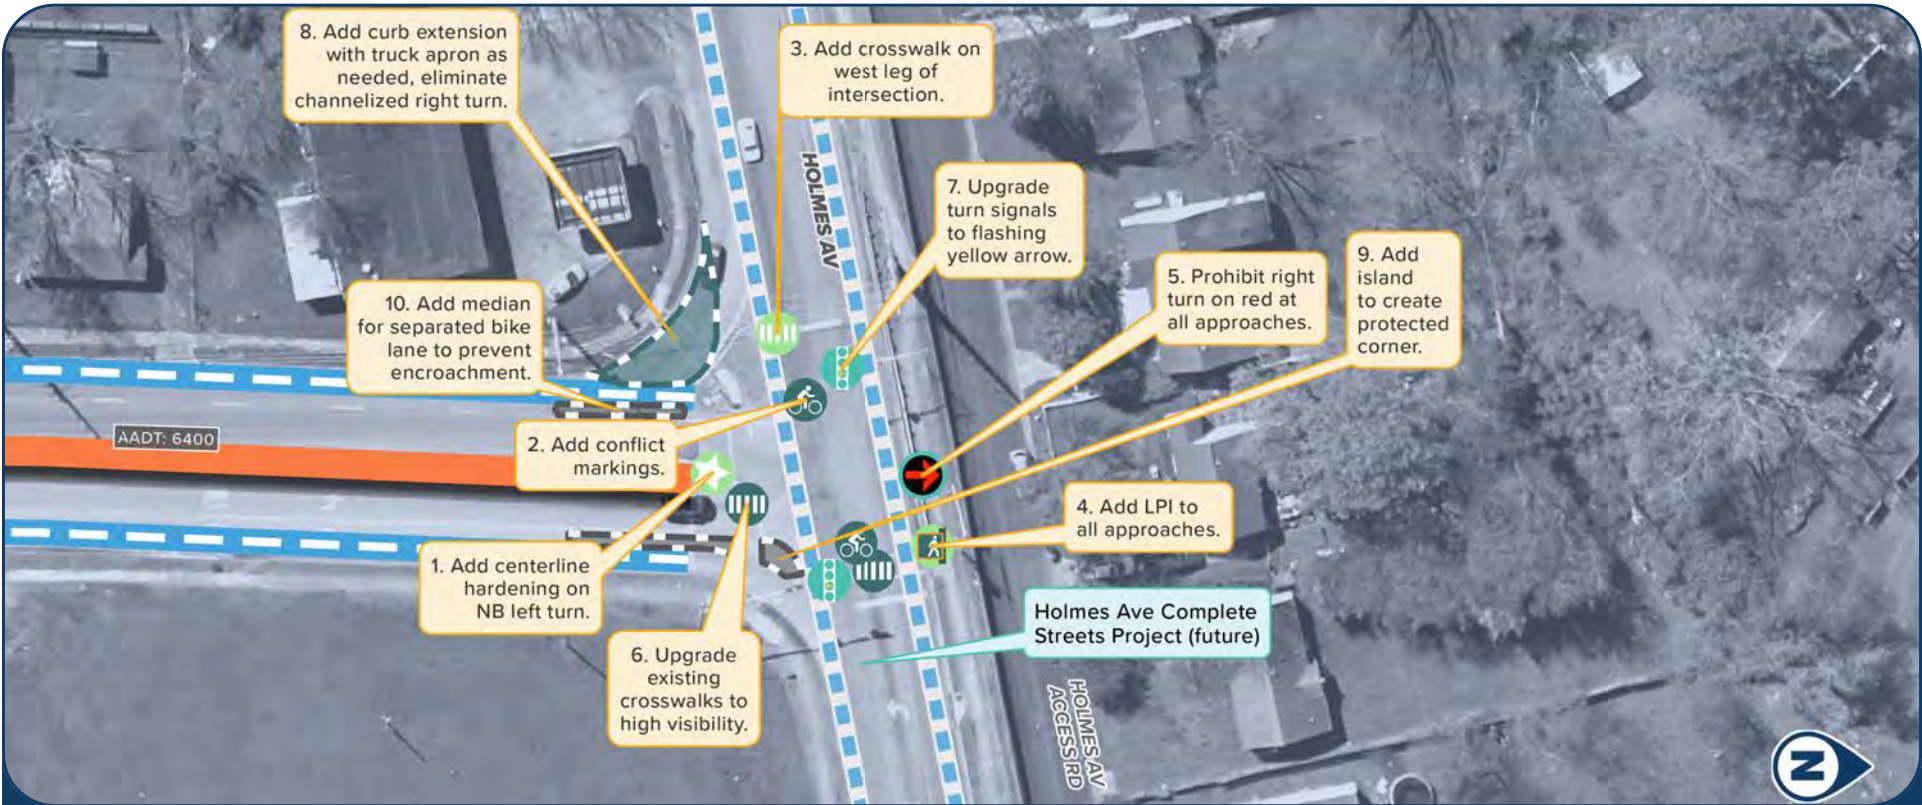 8. Add curb extension
with truck apron as
needed, eliminate
channelized right turn.
3. Add crosswalk on
west leg of
intersection.
HOLMES AV
7. Upgrade
turn signals
to flashing
yellow arrow.
5. Prohibit right
turn on red at
all approaches.
9. Add
island
to create
protected
corner.
10. Add median
for separated bike
lane to prevent
encroachment.
AADT: 6400
2. Add conflict
markings.
4. Add LPI to
all approaches.
1. Add centerline
hardening on
NB left turn.
Holmes Ave Complete
Streets Project (future)
6. Upgrade
existing
crosswalks to
high visibility.
HOLMES AV
ACCESS RD
N